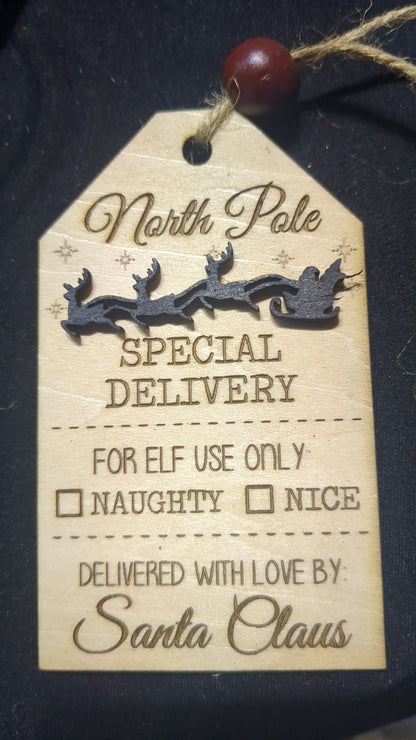 North Pole
SPECIAL
DELIVERY
FOR ELF USE ONLY:
☐ NAUGHTY ☐ NICE
DELIVERED WITH LOVE BY:
Santa Claus